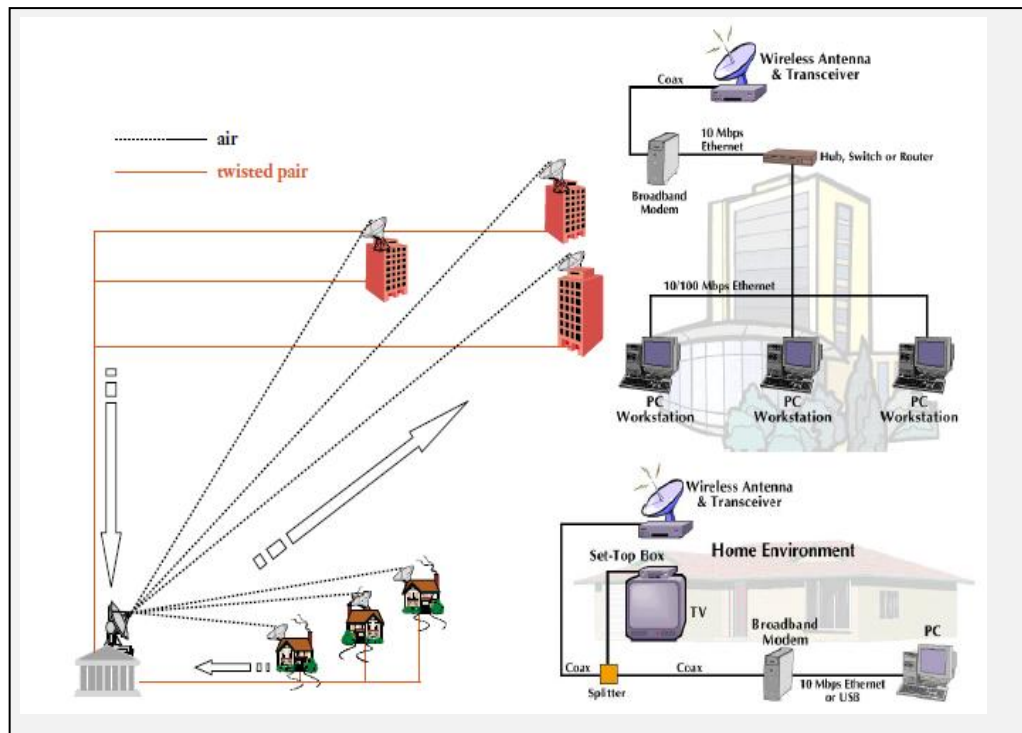 air
twisted pair
Wireless Antenna
& Transceiver
Coax
10 Mbps
Ethernet
Hub, Switch or Router
Broadband
Modem
10/100 Mbps Ethernet
PC
Workstation
PC
Workstation
PC
Workstation
Wireless Antenna
& Transceiver
Set-Top Box
Home Environment
TV
Broadband
Modem
PC
Coax
Coax
Splitter
10 Mbps Ethernet
or USB